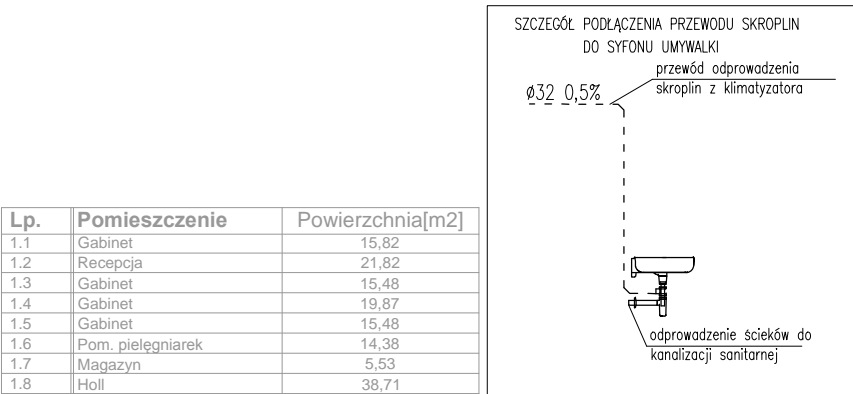 SZCZEGÓŁ PODŁĄCZENIA PRZEWODU SKROPLIN
DO SYFONU UMYWALKI
przewód odprowadzenia
skroplin z klimatyzatora
ø32 0,5%
odprowadzenie ścieków do
kanalizacji sanitarnej
Lp. Pomieszczenie Powierzchnia[m2]
1.1 Gabinet 15,82
1.2 Recepcja 21,82
1.3 Gabinet 15,48
1.4 Gabinet 19,87
1.5 Gabinet 15,48
1.6 Pom. pielęgniarek 14,38
1.7 Magazyn 5,53
1.8 Holl 38,71